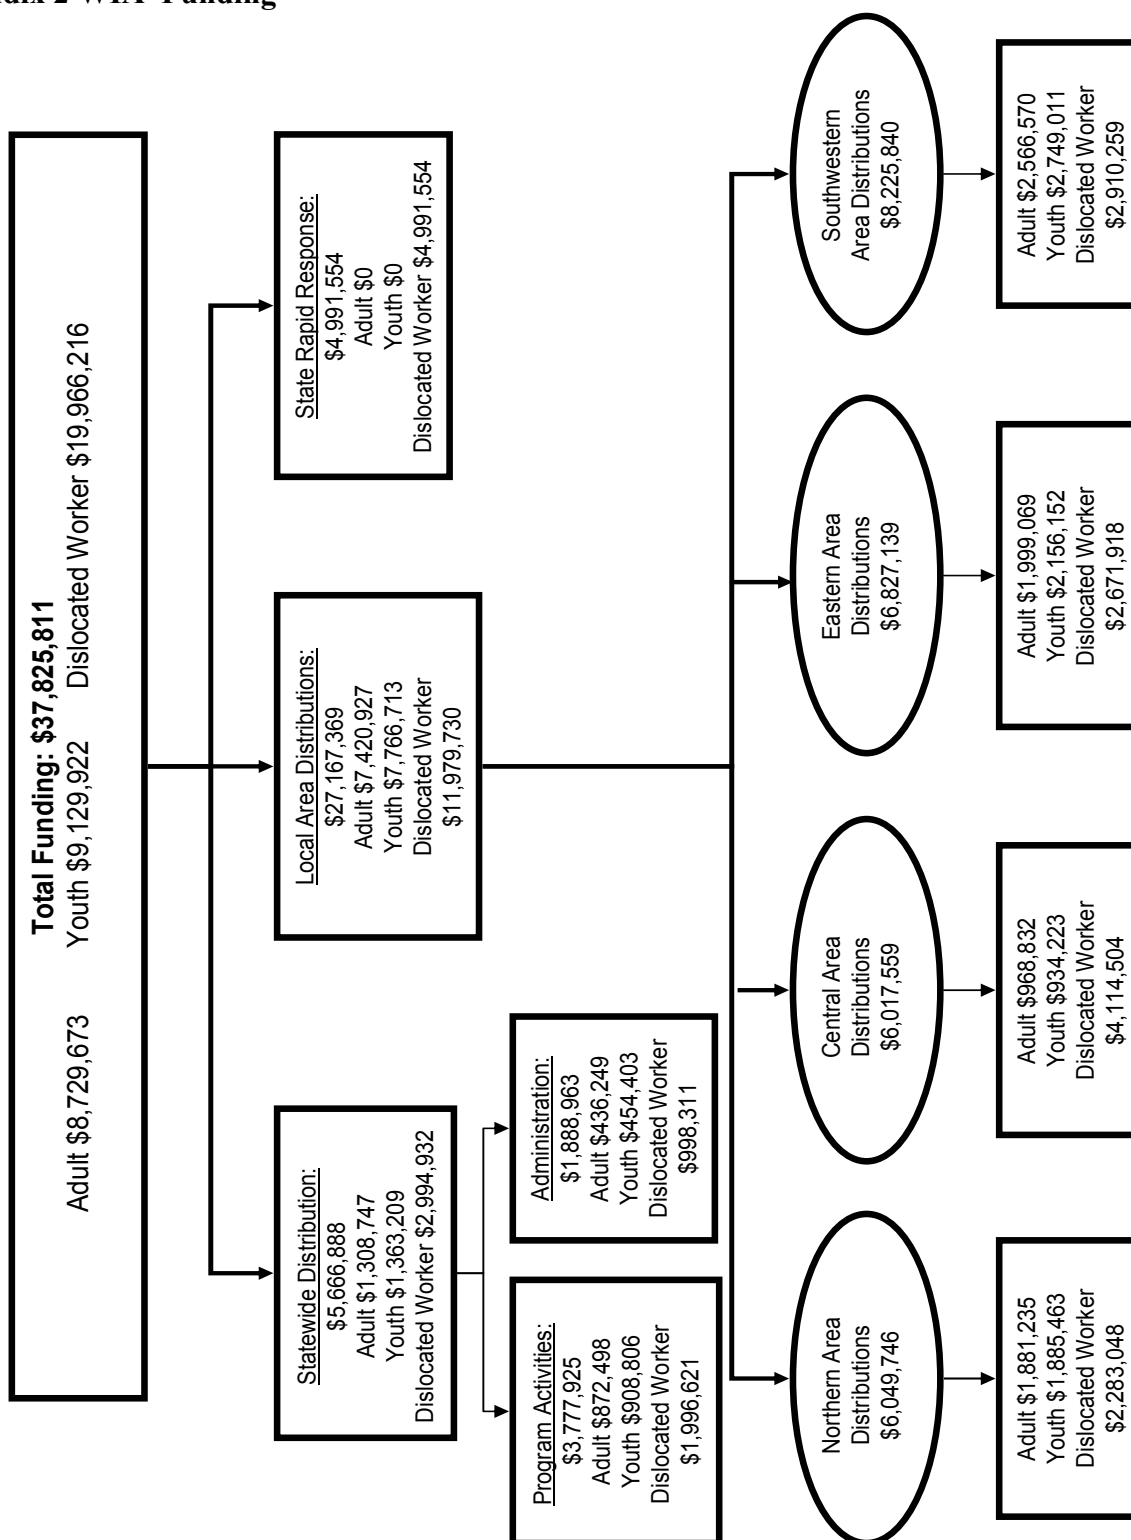 dix 2 WIA Funding
Total Funding: $37,825,811
Adult $8,729,673 Youth $9,129,922 Dislocated Worker $19,966,216
Statewide Distribution:
$5,666,888
Adult $1,308,747
Youth $1,363,209
Dislocated Worker $2,994,932
Local Area Distributions:
$27,167,369
Adult $7,420,927
Youth $7,766,713
Dislocated Worker
$11,979,730
State Rapid Response:
$4,991,554
Adult $0
Youth $0
Dislocated Worker $4,991,554
Program Activities:
$3,777,925
Adult $872,498
Youth $908,806
Dislocated Worker
$1,996,621
Administration:
$1,888,963
Adult $436,249
Youth $454,403
Dislocated Worker
$998,311
Northern Area
Distributions
$6,049,746
Central Area
Distributions
$6,017,559
Eastern Area
Distributions
$6,827,139
Southwestern
Area Distributions
$8,225,840
Adult $1,881,235
Youth $1,885,463
Dislocated Worker
$2,283,048
Adult $968,832
Youth $934,223
Dislocated Worker
$4,114,504
Adult $1,999,069
Youth $2,156,152
Dislocated Worker
$2,671,918
Adult $2,566,570
Youth $2,749,011
Dislocated Worker
$2,910,259